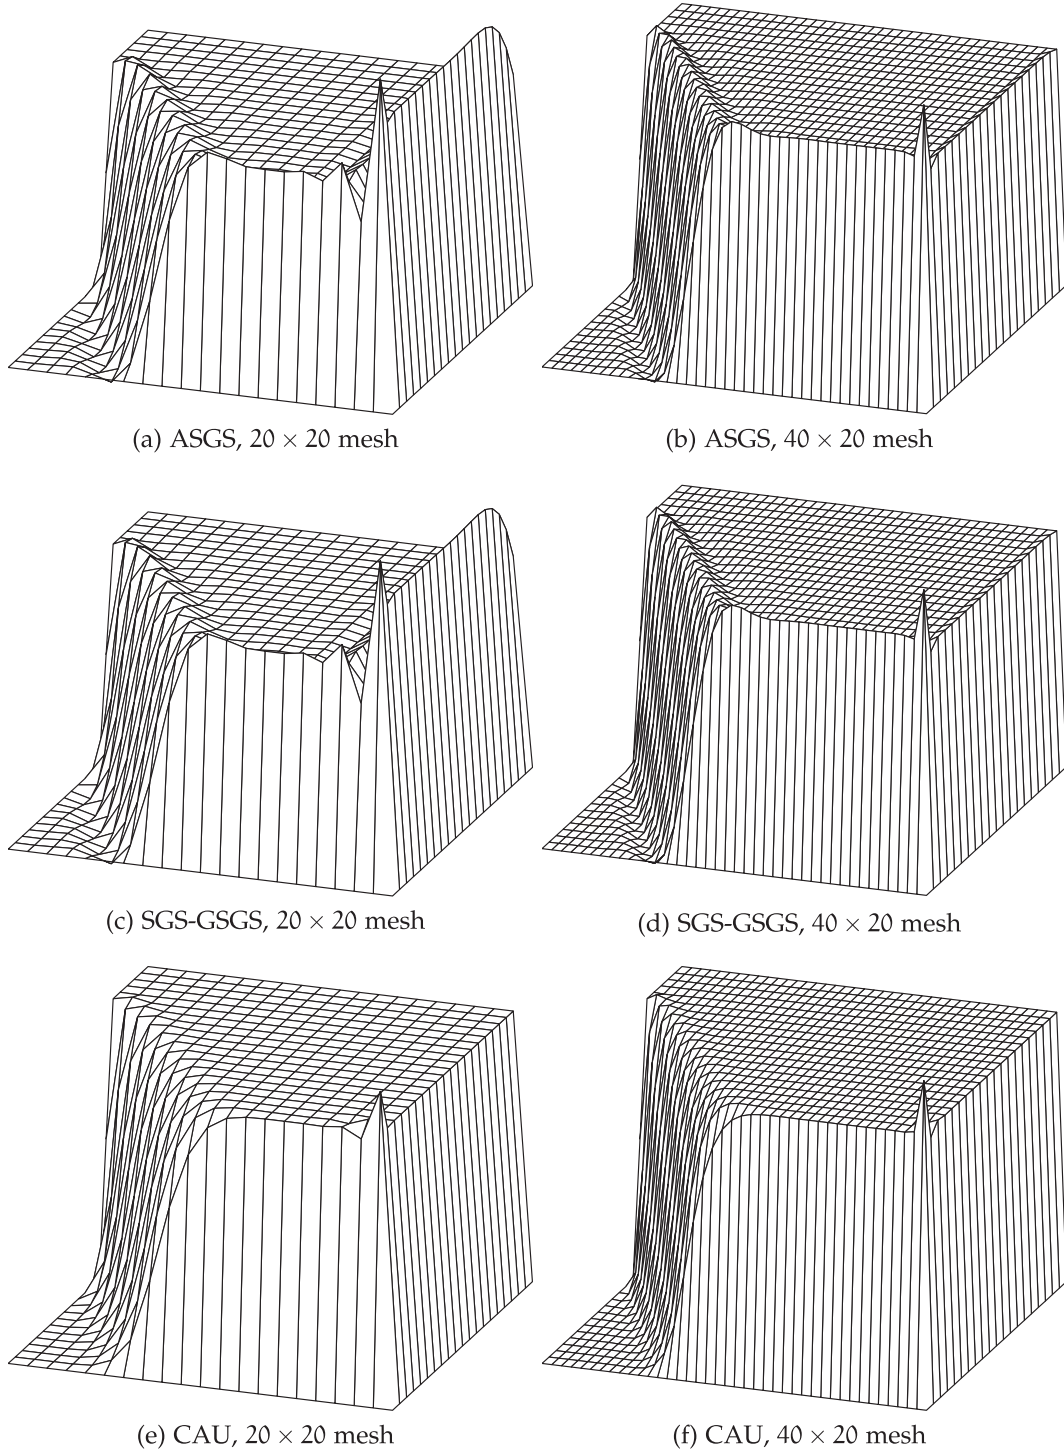 (a) ASGS, 20 × 20 mesh
(b) ASGS, 40 × 20 mesh
(c) SGS-GSGS, 20 × 20 mesh
(d) SGS-GSGS, 40 × 20 mesh
(e) CAU, 20 × 20 mesh
(f) CAU, 40 × 20 mesh